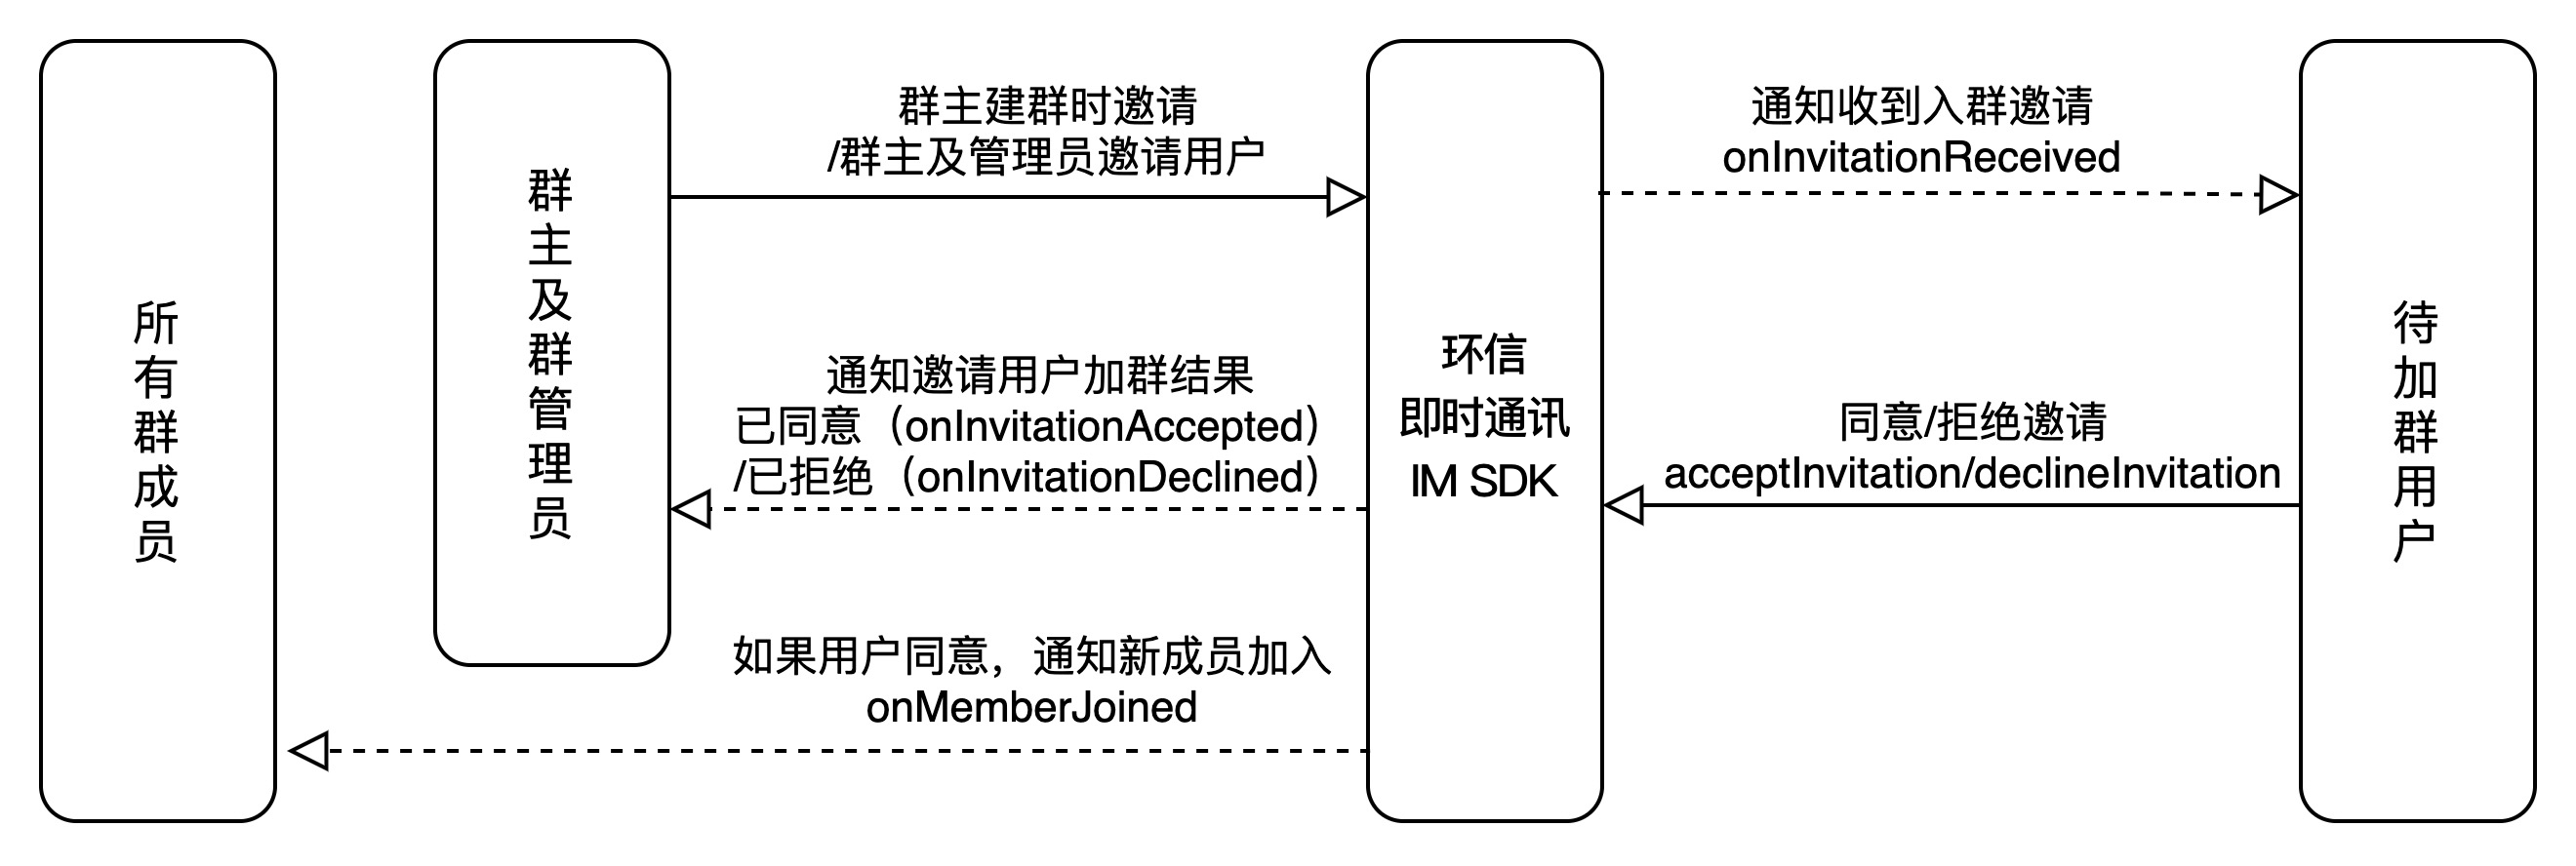 所有群成员
群主及群管理员
群主建群时邀请
/群主及管理员邀请用户
通知邀请用户加群结果
已同意（onInvitationAccepted）
/已拒绝（onInvitationDeclined）
如果用户同意，通知新成员加入
onMemberJoined
环信
即时通讯
IM SDK
通知收到入群邀请
onInvitationReceived
同意/拒绝邀请
acceptInvitation/declineInvitation
待加群用户